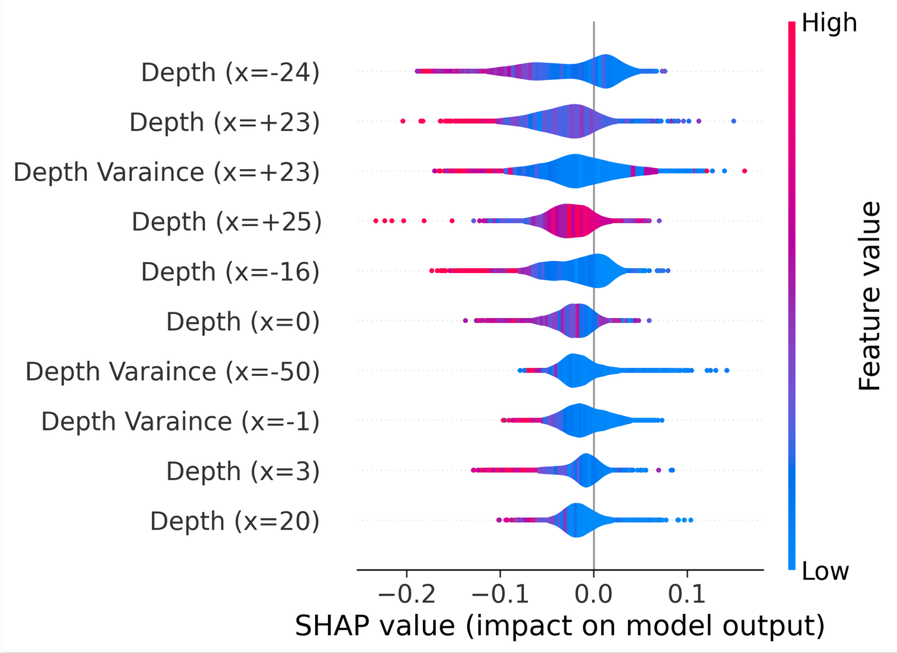 High
Depth (x=-24)
Depth (x=+23)
Depth Varaince (x=+23)
Depth (x=+25)
Depth (x=-16)
Depth (x=0)
Depth Varaince (x=-50)
Depth Varaince (x=-1)
Depth (x=3)
Depth (x=20)
Feature value
Low
−0.2 −0.1 0.0 0.1
SHAP value (impact on model output)